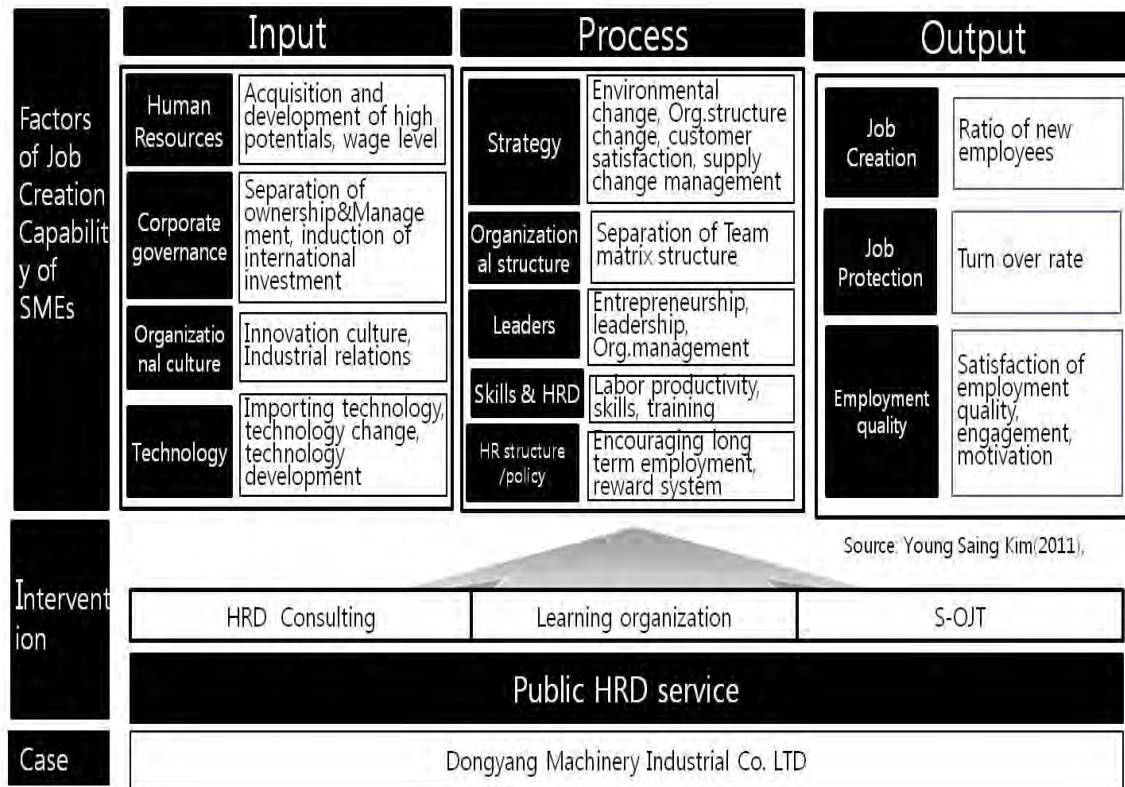 Input
Process
Output
Factors
of Job
Creation
Capabilit
y of
SMEs
Human
Resources
Acquisition and
development of high
potentials, wage level
Corporate
governance
Separation of
ownership&Manage
ment, induction of
international
investment
Organizatio
nal culture
Innovation culture,
Industrial relations
Technology
Importing technology,
technology change,
technology
development
Strategy
Environmental
change, Org.structure
change, customer
satisfaction, supply
change management
Organization
al structure
Separation of Team
matrix structure
Leaders
Entrepreneurship,
leadership,
Org.management
Skills & HRD
Labor productivity,
skills, training
HR structure
/policy
Encouraging long
term employment,
reward system
Job
Creation
Ratio of new
employees
Job
Protection
Turn over rate
Employment
quality
Satisfaction of
employment
quality,
engagement,
motivation
Source: Young Saing Kim(2011),
Intervent
ion
HRD Consulting
Learning organization
S-OJT
Public HRD service
Case
Dongyang Machinery Industrial Co. LTD